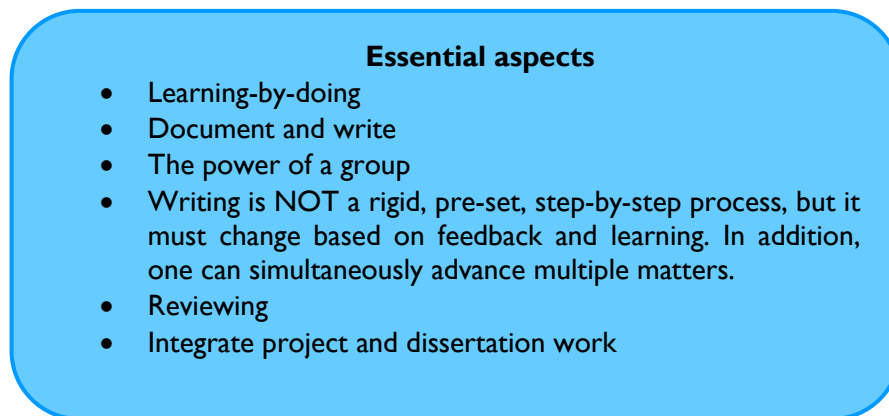 Essential aspects
• Learning-by-doing
• Document and write
• The power of a group
• Writing is NOT a rigid, pre-set, step-by-step process, but it
must change based on feedback and learning. In addition,
one can simultaneously advance multiple matters.
• Reviewing
• Integrate project and dissertation work